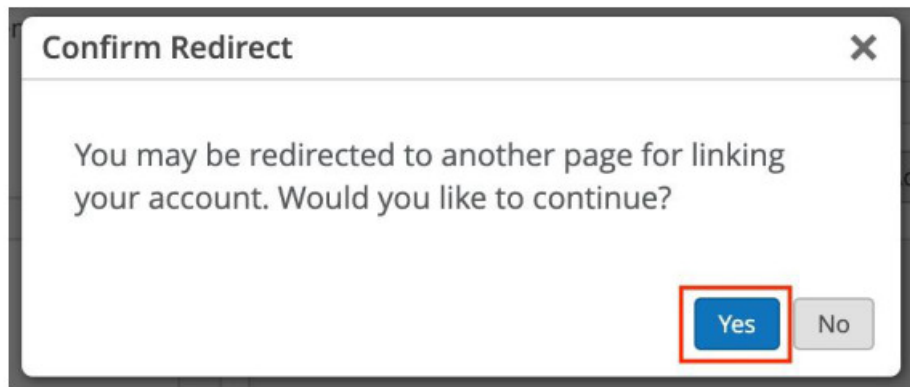 Confirm Redirect
You may be redirected to another page for linking
your account. Would you like to continue?
Yes No